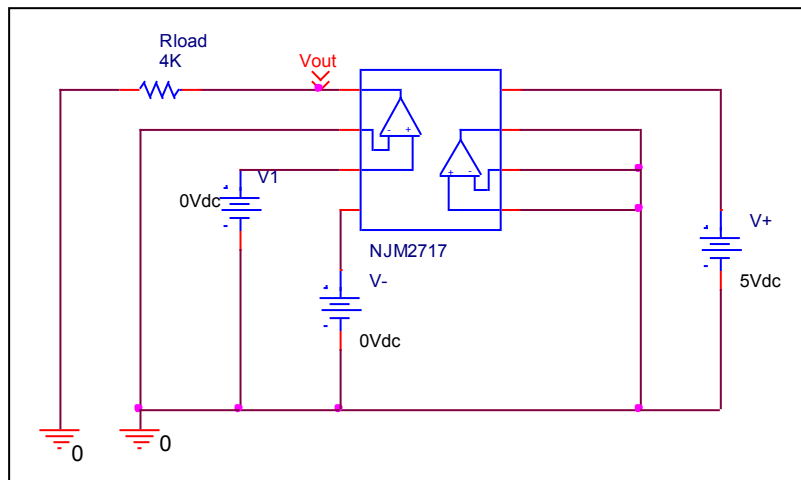 Rload
4K
Vout
- +
+ -
V1
0Vdc
+
-
NJM2717
V-
+
-
0Vdc
V+
+
-
5Vdc
0
0